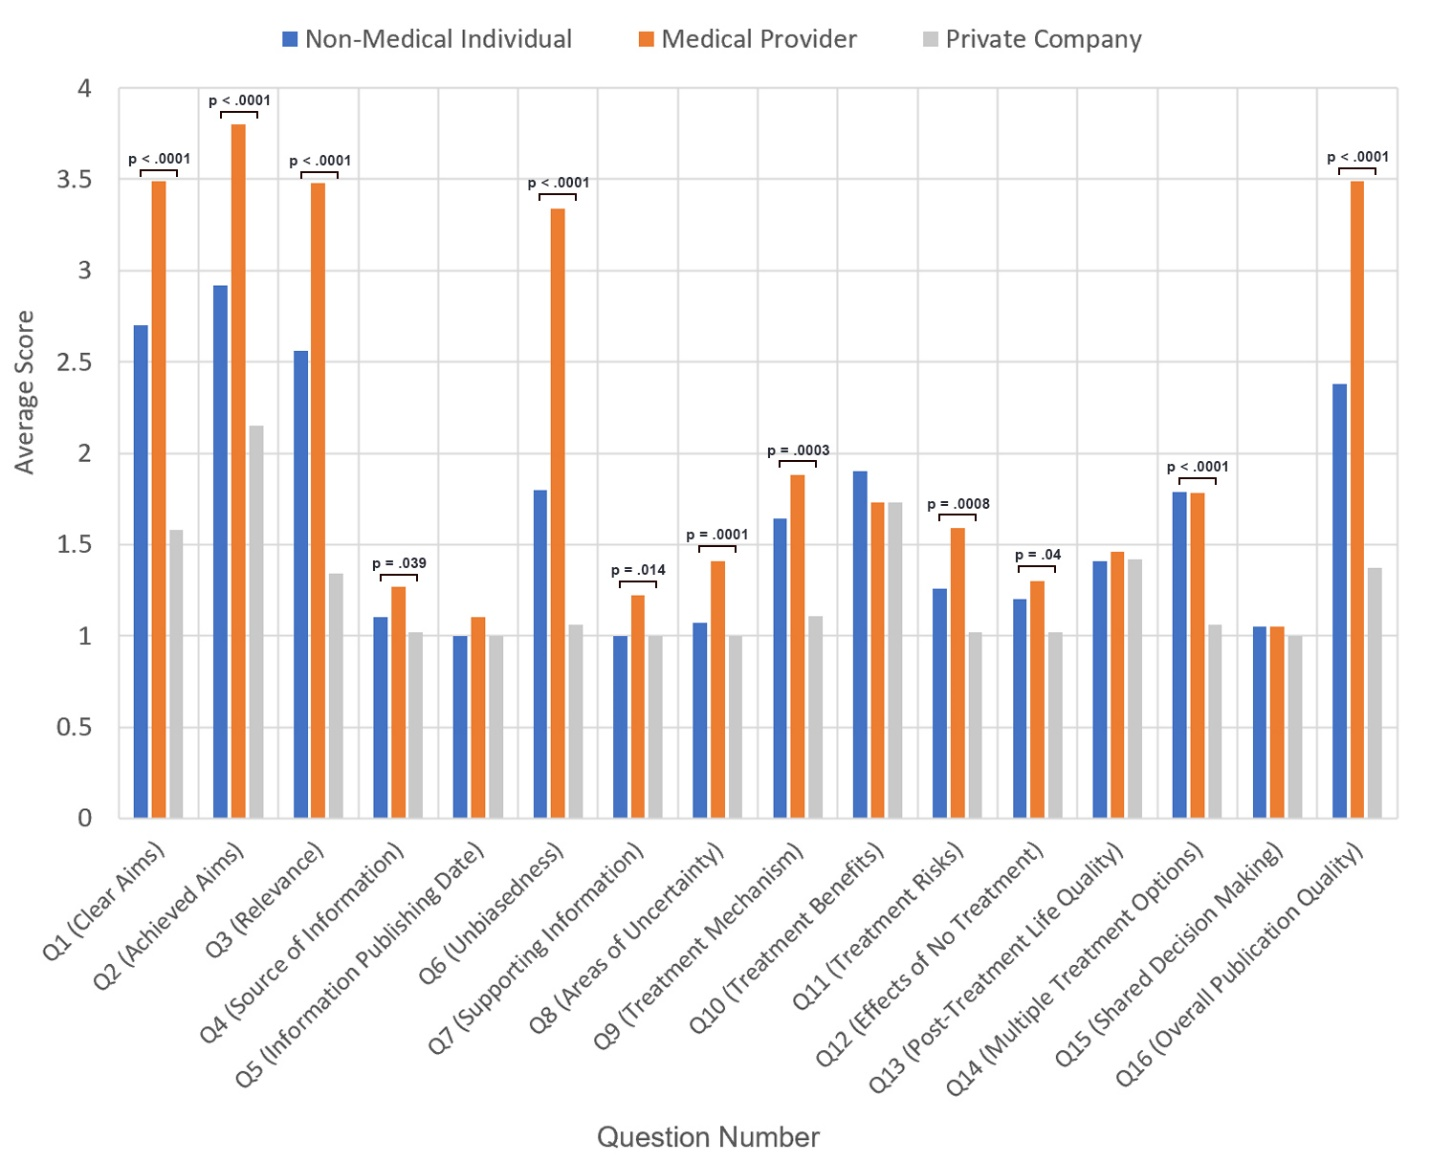 Non-Medical Individual Medical Provider Private Company
4
3.5
3
2.5
2
1.5
1
0.5
0
Average Score
p < .0001
p < .0001
p < .0001
p = .039
p < .0001
p = .014
p = .0001
p = .0003
p = .0008
p = .04
p < .0001
p < .0001
Q1 (Clear Aims)
Q2 (Achieved Aims)
Q3 (Relevance)
Q4 (Source of Information)
Q5 (Information Publishing Date)
Q6 (Unbiasedness)
Q7 (Supporting Information)
Q8 (Areas of Uncertainty)
Q9 (Treatment Mechanism)
Q10 (Treatment Benefits)
Q11 (Treatment Risks)
Q12 (Effects of No Treatment)
Q13 (Post-Treatment Life Quality)
Q14 (Multiple Treatment Options)
Q15 (Shared Decision Making)
Q16 (Overall Publication Quality)
Question Number